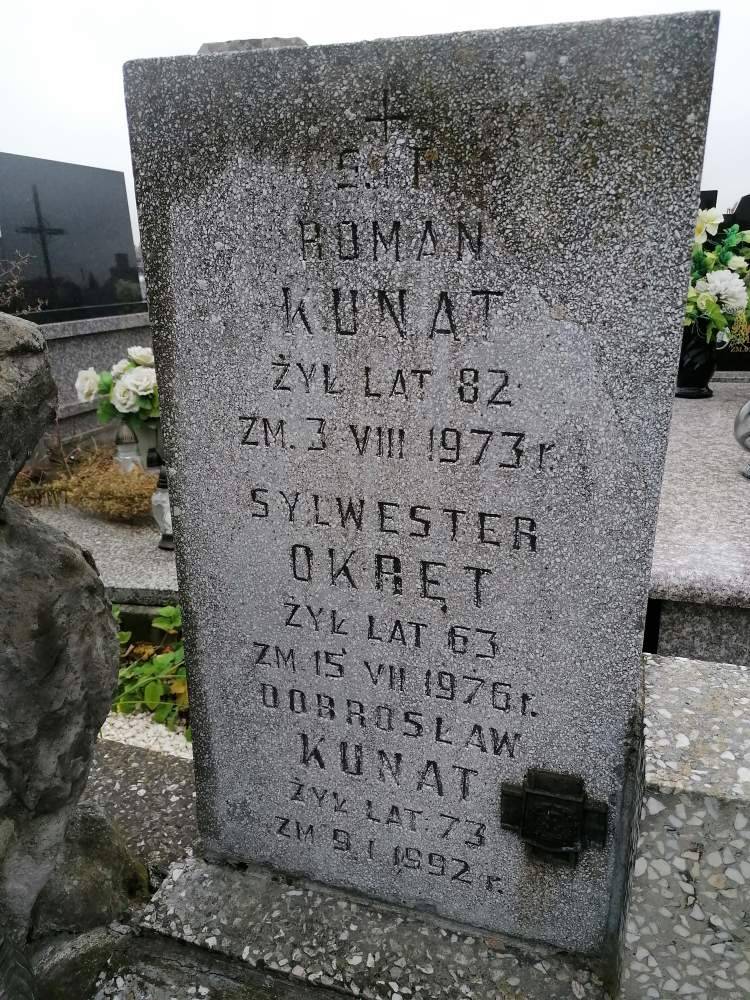 Ś.†P.
ROMAN
KUNAT
ŻYŁ LAT 82
ZM. 3 VIII 1973 r.
SYLWESTER
OKRĘT
ŻYŁ LAT 63
ZM. 15 VII 1976 r.
DOBROSŁAW
KUNAT
ŻYŁ LAT 73
ZM 9 I 1992 r.